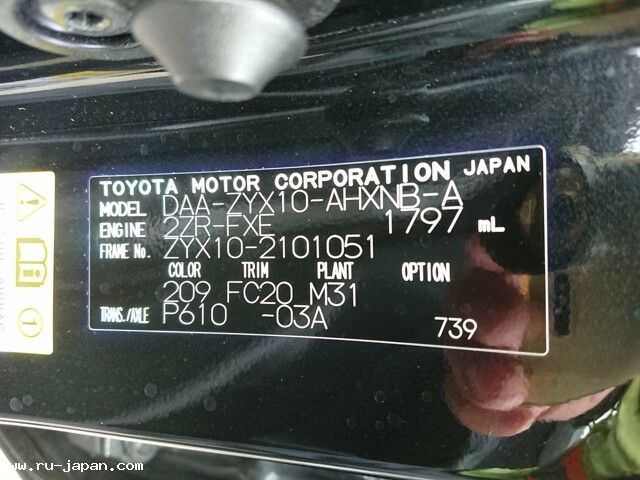 TOYOTA MOTOR CORPORATION JAPAN
MODEL DAA-ZYX10-AHXNB-A
ENGINE 2ZR-FXE 1797 mL
FRAME No. ZYX10-2101051
COLOR TRIM PLANT OPTION
209 FC20 M31
TRANS./AXLE P610 -03A
739
www.ru-japan.com